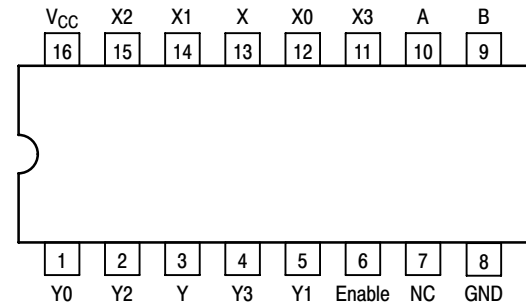 V_CC X2 X1 X X0 X3 A B
16 15 14 13 12 11 10 9
1 2 3 4 5 6 7 8
Y0 Y2 Y Y3 Y1 Enable NC GND